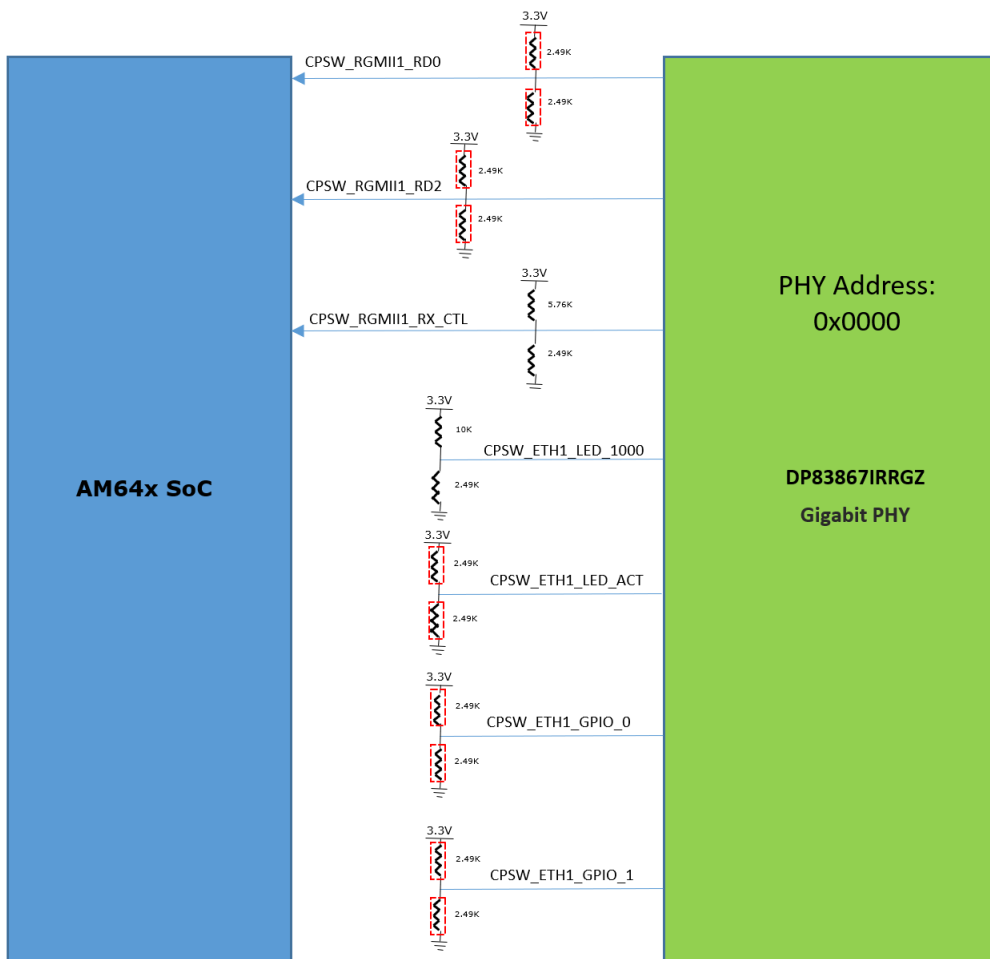 3.3V
2.49K
CPSW_RGMII1_RD0
2.49K
3.3V
2.49K
CPSW_RGMII1_RD2
2.49K
3.3V
5.76K
CPSW_RGMII1_RX_CTL
2.49K
3.3V
10K
CPSW_ETH1_LED_1000
2.49K
3.3V
2.49K
CPSW_ETH1_LED_ACT
2.49K
3.3V
2.49K
CPSW_ETH1_GPIO_0
2.49K
3.3V
2.49K
CPSW_ETH1_GPIO_1
2.49K
AM64x SoC
PHY Address:
0x0000
DP83867IRRGZ
Gigabit PHY